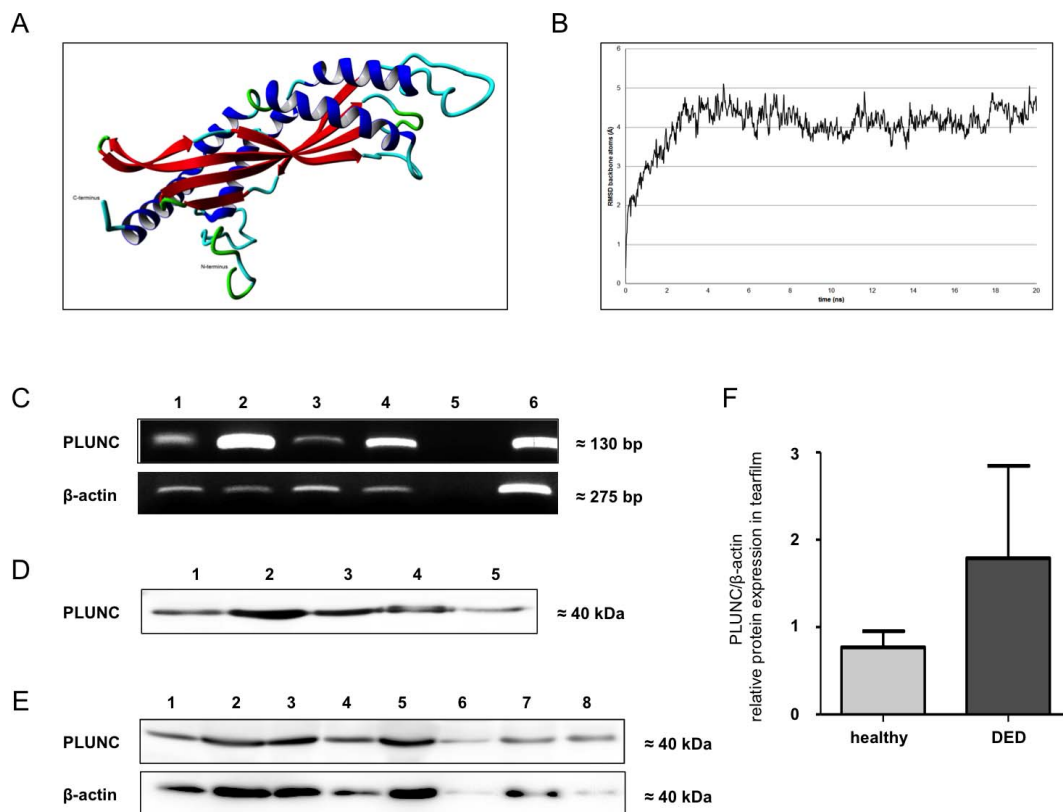 A
C-terminus
N-terminus
B
RMSD backbone atoms (Å)
6
5
4
3
2
1
0
0 2 4 6 8 10 12 14 16 18 20
time (ns)
C
1 2 3 4 5 6
PLUNC ≈ 130 bp
β-actin ≈ 275 bp
D
1 2 3 4 5
PLUNC ≈ 40 kDa
E
1 2 3 4 5 6 7 8
PLUNC ≈ 40 kDa
β-actin ≈ 40 kDa
F
PLUNC/β-actin
relative protein expression in tearfilm
3
2
1
0
healthy DED